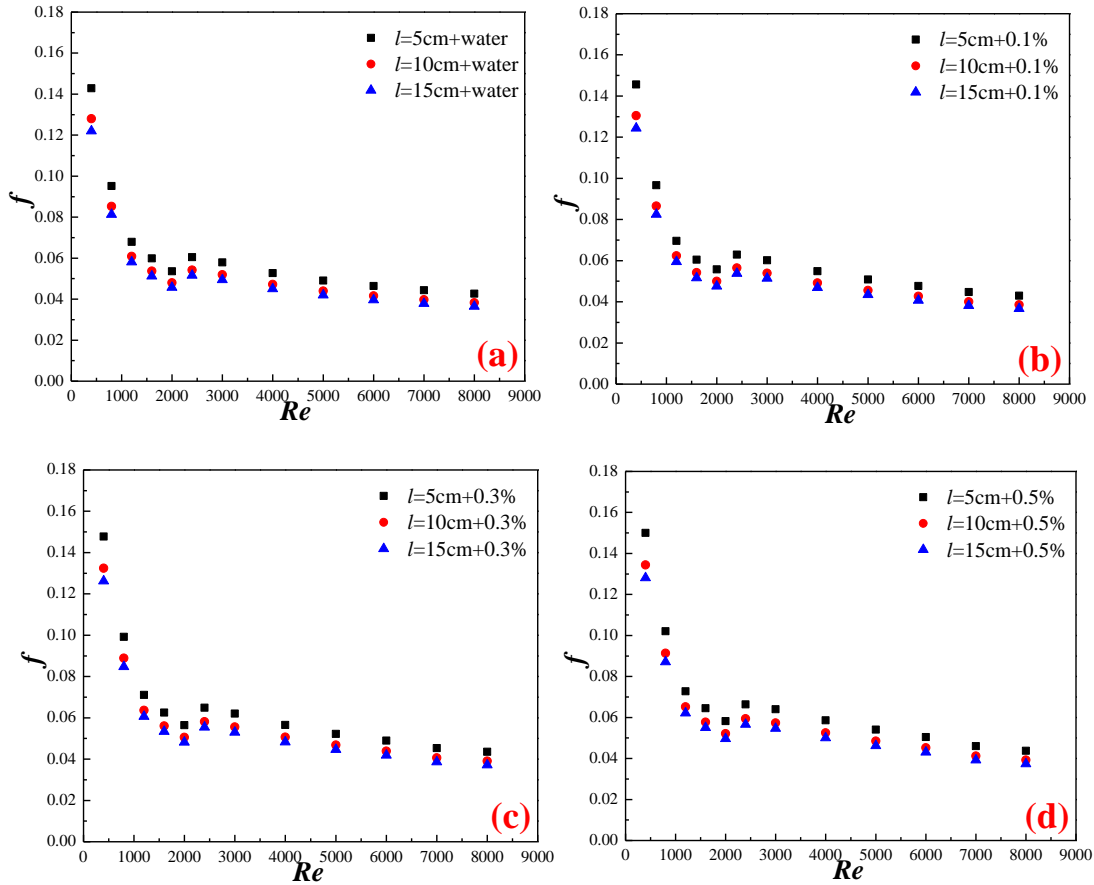 0.18
0.16
0.14
0.12
0.10
0.08
0.06
0.04
0.02
0.00
f
l=5cm+water
l=10cm+water
l=15cm+water
(a)
0 1000 2000 3000 4000 5000 6000 7000 8000 9000
Re
0.18
0.16
0.14
0.12
0.10
0.08
0.06
0.04
0.02
0.00
f
l=5cm+0.1%
l=10cm+0.1%
l=15cm+0.1%
(b)
0 1000 2000 3000 4000 5000 6000 7000 8000 9000
Re
0.18
0.16
0.14
0.12
0.10
0.08
0.06
0.04
0.02
0.00
f
l=5cm+0.3%
l=10cm+0.3%
l=15cm+0.3%
(c)
0 1000 2000 3000 4000 5000 6000 7000 8000 9000
Re
0.18
0.16
0.14
0.12
0.10
0.08
0.06
0.04
0.02
0.00
f
l=5cm+0.5%
l=10cm+0.5%
l=15cm+0.5%
(d)
0 1000 2000 3000 4000 5000 6000 7000 8000 9000
Re